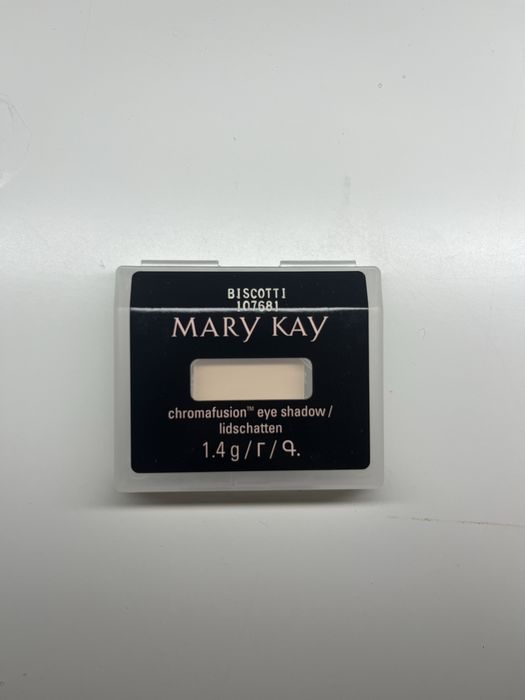 BISCOTTI
107681
MARY KAY
chromafusion™ eye shadow /
lidschatten
1.4 g / г / գ.